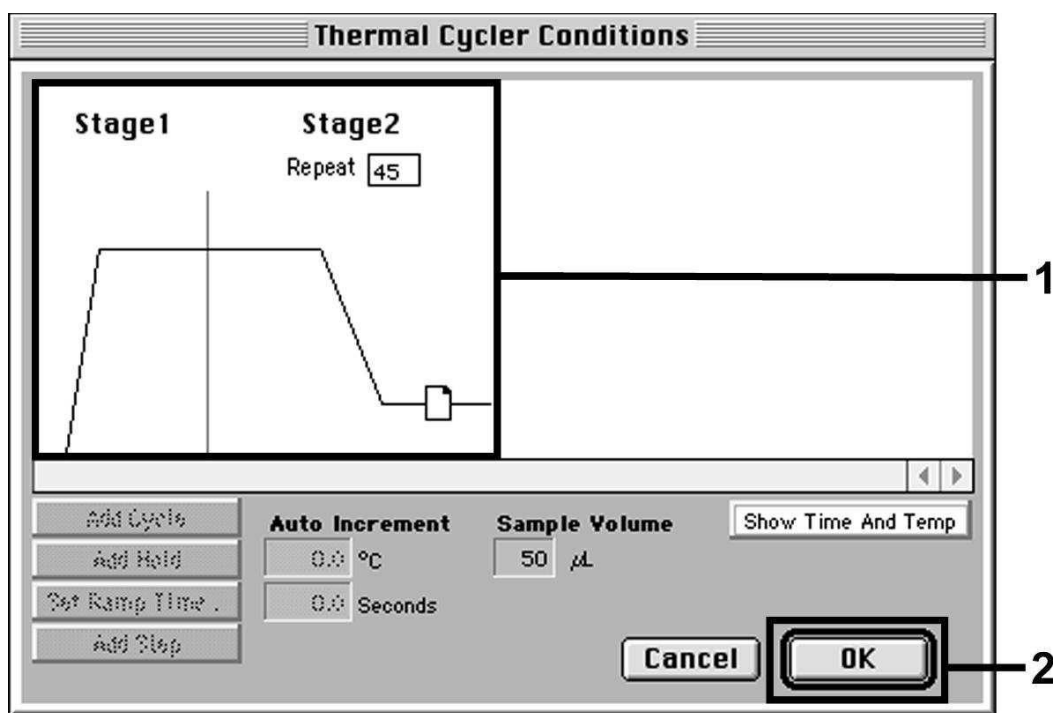 Thermal Cycler Conditions
Stage1 Stage2
Repeat 45
1
Add Cycle
Auto Increment Sample Volume Show Time And Temp
Add Hold 0.0 °C 50 µL
Set Ramp Time . 0.0 Seconds
Add Step
Cancel OK
2